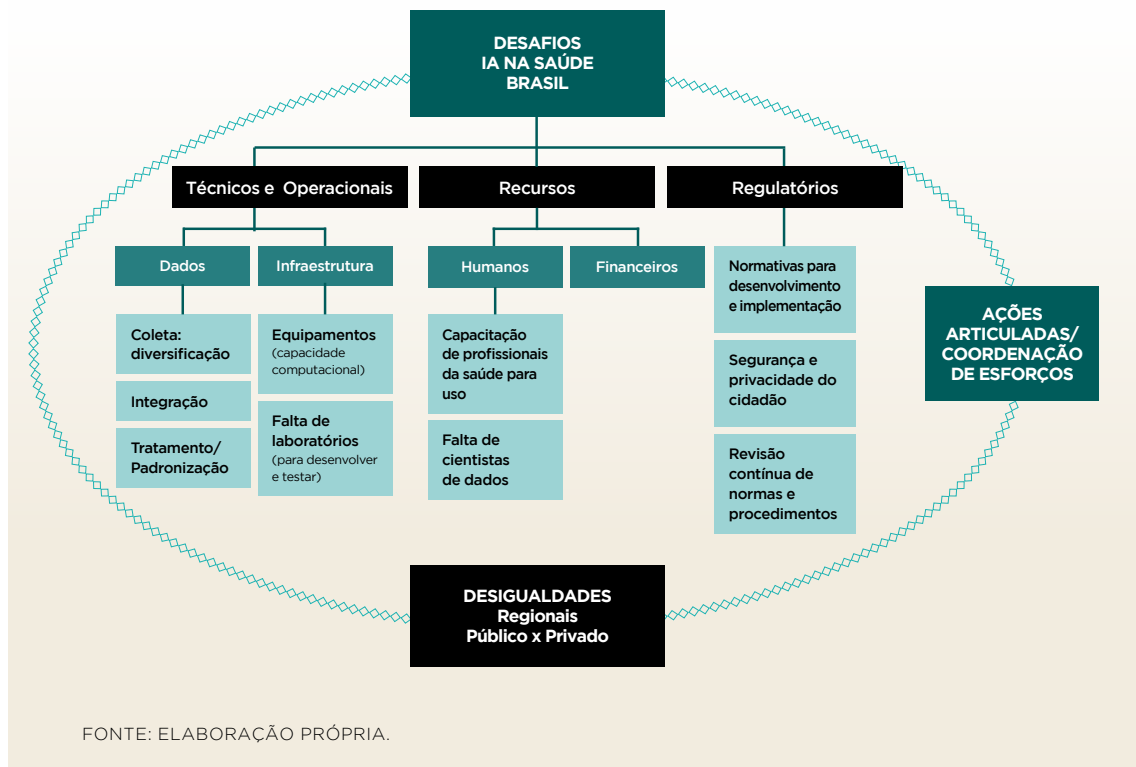 DESAFIOS
IA NA SAÚDE
BRASIL
Técnicos e Operacionais
Recursos
Regulatórios
Dados
Infraestrutura
Humanos
Financeiros
Coleta:
diversificação
Integração
Tratamento/
Padronização
Equipamentos
(capacidade
computacional)
Falta de
laboratórios
(para desenvolver
e testar)
Capacitação
de profissionais
da saúde para
uso
Falta de
cientistas
de dados
Normativas para
desenvolvimento
e implementação
Segurança e
privacidade do
cidadão
Revisão
contínua de
normas e
procedimentos
AÇÕES
ARTICULADAS/
COORDENAÇÃO
DE ESFORÇOS
DESIGUALDADES
Regionais
Público x Privado
FONTE: ELABORAÇÃO PRÓPRIA.